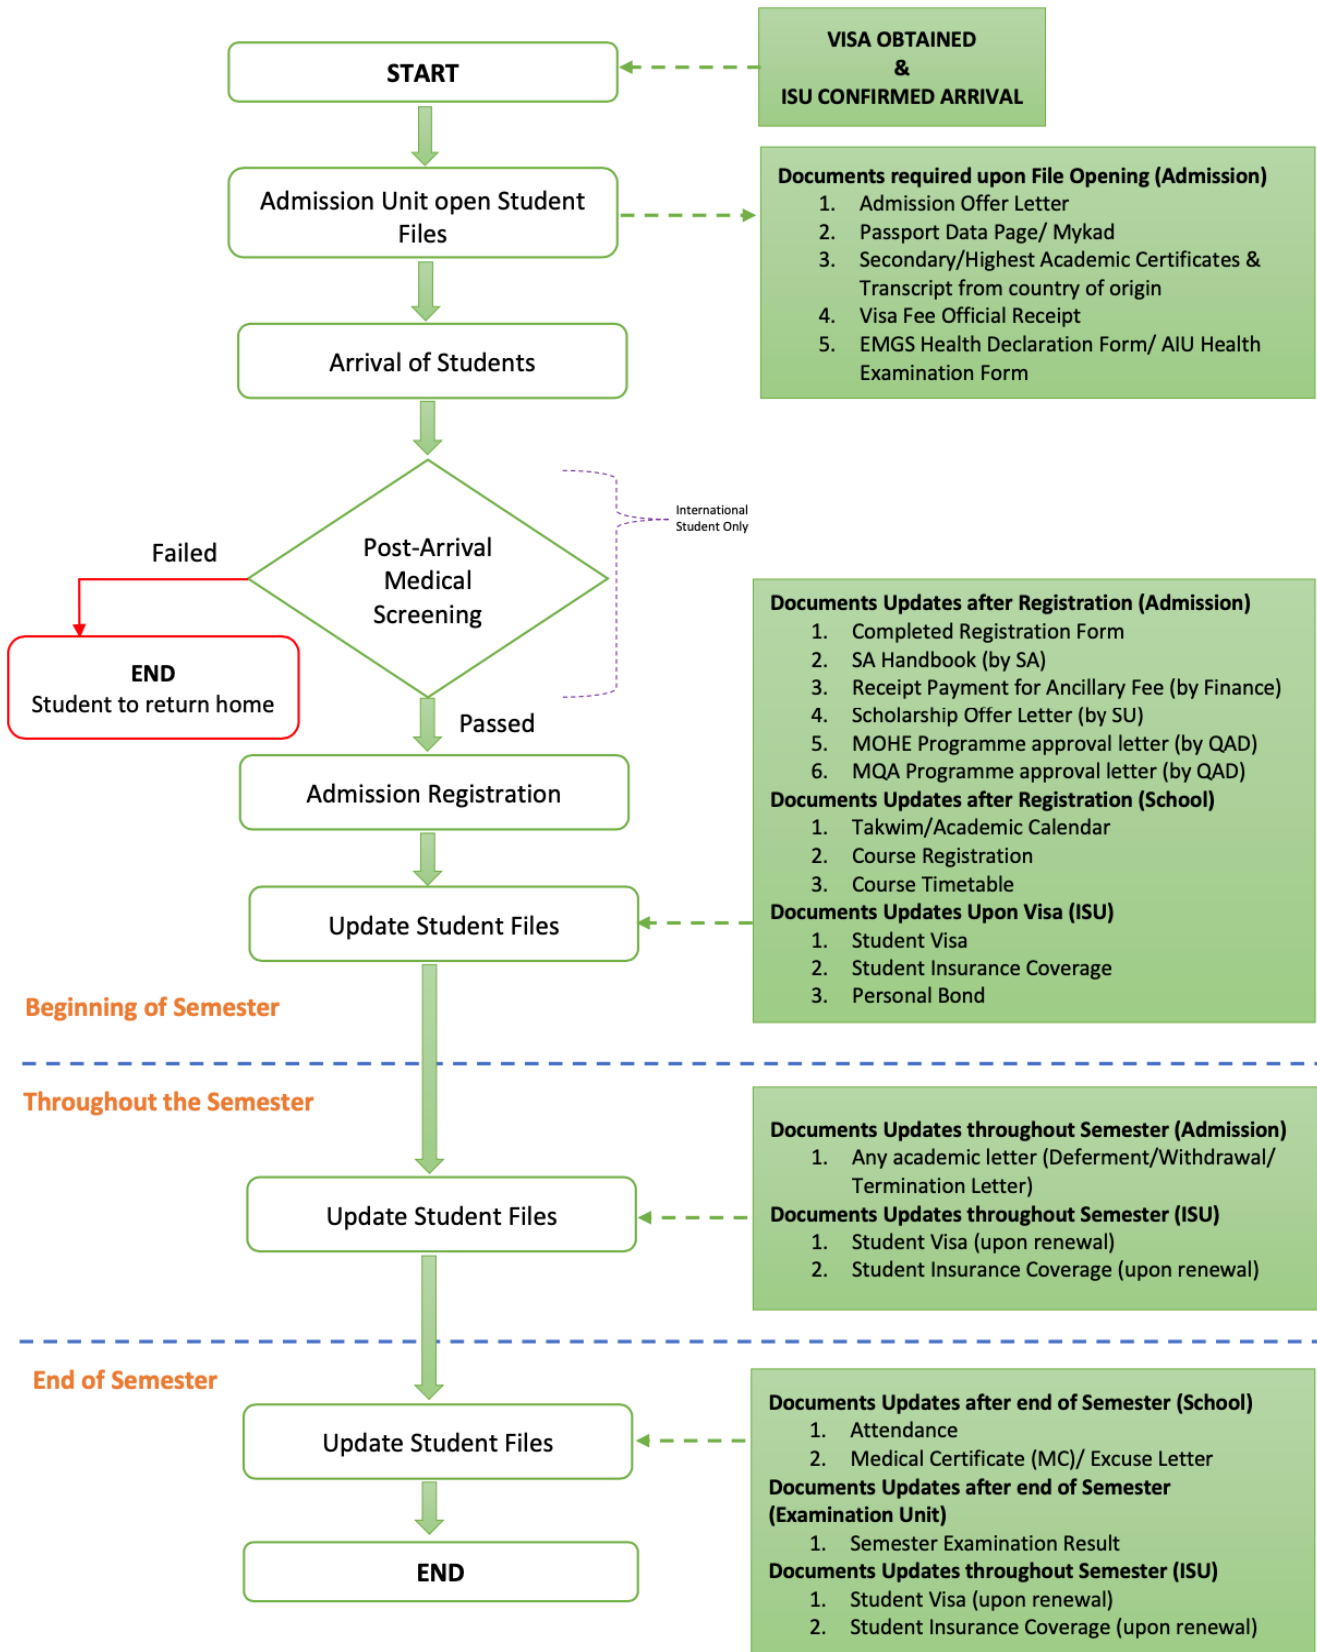 VISA OBTAINED
&
ISU CONFIRMED ARRIVAL
START
Admission Unit open Student
Files
Documents required upon File Opening (Admission)
1. Admission Offer Letter
2. Passport Data Page/ Mykad
3. Secondary/Highest Academic Certificates &
Transcript from country of origin
4. Visa Fee Official Receipt
5. EMGS Health Declaration Form/ AIU Health
Examination Form
Arrival of Students
Post-Arrival
Medical
Screening
International
Student Only
Failed
END
Student to return home
Passed
Admission Registration
Update Student Files
Documents Updates after Registration (Admission)
1. Completed Registration Form
2. SA Handbook (by SA)
3. Receipt Payment for Ancillary Fee (by Finance)
4. Scholarship Offer Letter (by SU)
5. MOHE Programme approval letter (by QAD)
6. MQA Programme approval letter (by QAD)
Documents Updates after Registration (School)
1. Takwim/Academic Calendar
2. Course Registration
3. Course Timetable
Documents Updates Upon Visa (ISU)
1. Student Visa
2. Student Insurance Coverage
3. Personal Bond
Beginning of Semester
Throughout the Semester
Update Student Files
Documents Updates throughout Semester (Admission)
1. Any academic letter (Deferment/Withdrawal/
Termination Letter)
Documents Updates throughout Semester (ISU)
1. Student Visa (upon renewal)
2. Student Insurance Coverage (upon renewal)
End of Semester
Update Student Files
Documents Updates after end of Semester (School)
1. Attendance
2. Medical Certificate (MC)/ Excuse Letter
Documents Updates after end of Semester
(Examination Unit)
1. Semester Examination Result
Documents Updates throughout Semester (ISU)
1. Student Visa (upon renewal)
2. Student Insurance Coverage (upon renewal)
END